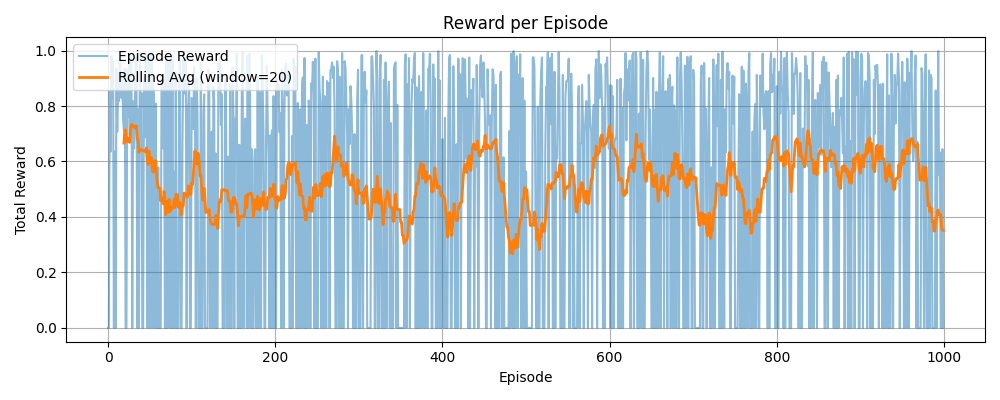 Reward per Episode
Episode Reward
Rolling Avg (window=20)
Total Reward
1.0
0.8
0.6
0.4
0.2
0.0
0 200 400 600 800 1000
Episode